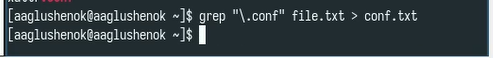 [aaglushenok@aaglushenok ~]$ grep "\.conf" file.txt > conf.txt
[aaglushenok@aaglushenok ~]$